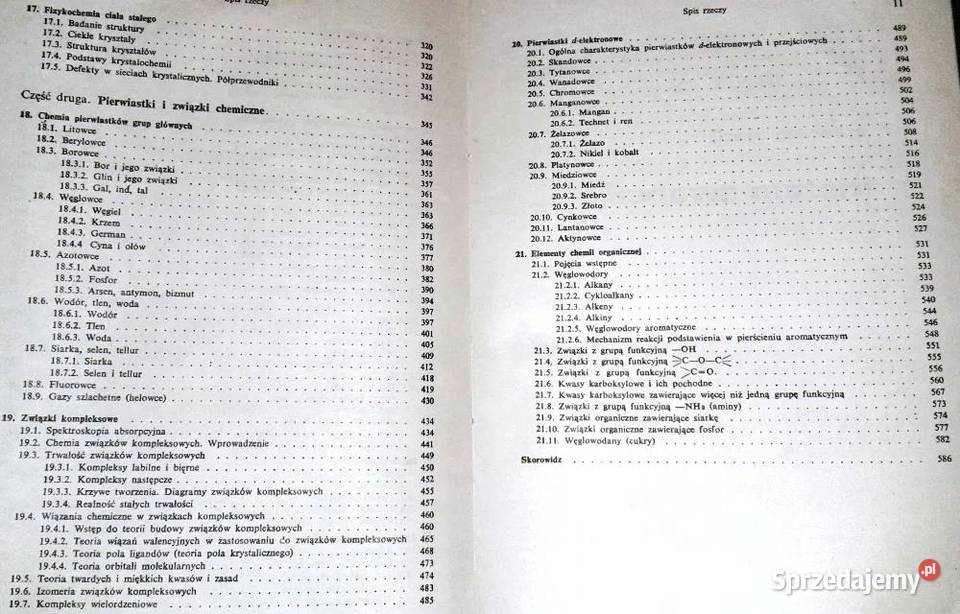 Spis rzeczy
17. Fizykochemia ciała stałego 320
17.1. Badanie struktury 320
17.2. Ciekłe kryształy 322
17.3. Struktura kryształów 326
17.4. Podstawy krystalochemii 331
17.5. Defekty w sieciach krystalicznych. Półprzewodniki 342
Część druga. Pierwiastki i związki chemiczne 345
18. Chemia pierwiastków grup głównych 346
18.1. Litowce 346
18.2. Berylowce 352
18.3. Borowce 355
18.3.1. Bor i jego związki 357
18.3.2. Glin i jego związki 361
18.3.3. Gal, ind, tal 363
18.4. Węglowce 363
18.4.1. Węgiel 366
18.4.2. Krzem 371
18.4.3. German 376
18.4.4 Cyna i ołów 377
18.5. Azotowce 380
18.5.1. Azot 382
18.5.2. Fosfor 390
18.5.3. Arsen, antymon, bizmut 394
18.6. Wodór, tlen, woda 397
18.6.1. Wodór 397
18.6.2. Tlen 401
18.6.3. Woda 405
18.7. Siarka, selen, tellur 409
18.7.1. Siarka 412
18.7.2. Selen i tellur 418
18.8. Fluorowce 419
18.9. Gazy szlachetne (helowce) 430
19. Związki kompleksowe 434
19.1. Spektroskopia absorpcyjna 434
19.2. Chemia związków kompleksowych. Wprowadzenie 441
19.3. Trwałość związków kompleksowych 449
19.3.1. Kompleksy labilne i bierne 450
19.3.2. Kompleksy następcze 452
19.3.3. Krzywe tworzenia. Diagramy związków kompleksowych 455
19.3.4. Realność stałych trwałości 457
19.4. Wiązania chemiczne w związkach kompleksowych 460
19.4.1. Wstęp do teorii budowy związków kompleksowych 460
19.4.2. Teoria wiązań walencyjnych w zastosowaniu do związków kompleksowych 465
19.4.3. Teoria pola ligandów (teoria pola krystalicznego) 468
19.4.4. Teoria orbitali molekularnych 473
19.5. Teoria twardych i miękkich kwasów i zasad 474
19.6. Izomeria związków kompleksowych 483
19.7. Kompleksy wielordzeniowe 485
Spis rzeczy 11
20. Pierwiastki d-elektronowe 489
20.1. Ogólna charakterystyka pierwiastków d-elektronowych i przejściowych 489
20.2. Skandowce 493
20.3. Tytanowce 494
20.4. Wanadowce 496
20.5. Chromowce 499
20.6. Manganowce 502
20.6.1. Mangan 504
20.6.2. Technet i ren 506
20.7. Żelazowce 506
20.7.1. Żelazo 508
20.7.2. Nikiel i kobalt 514
20.8. Platynowce 516
20.9. Miedziowce 518
20.9.1. Miedź 519
20.9.2. Srebro 521
20.9.3. Złoto 522
20.10. Cynkowce 524
20.11. Lantanowce 526
20.12. Aktynowce 527
21. Elementy chemii organicznej 531
21.1. Pojęcia wstępne 531
21.2. Węglowodory 533
21.2.1. Alkany 533
21.2.2. Cykloalkany 539
21.2.3. Alkeny 540
21.2.4. Alkiny 544
21.2.5. Węglowodory aromatyczne 546
21.2.6. Mechanizm reakcji podstawienia w pierścieniu aromatycznym 548
21.3. Związki z grupą funkcyjną —OH 551
21.4. Związki z grupą funkcyjną ⩾C—O—C⩽ 555
21.5. Związki z grupą funkcyjną >C=O 556
21.6. Kwasy karboksylowe i ich pochodne 560
21.7. Kwasy karboksylowe zawierające więcej niż jedną grupę funkcyjną 567
21.8. Związki z grupą funkcyjną —NH₂ (aminy) 573
21.9. Związki organiczne zawierające siarkę 574
21.10. Związki organiczne zawierające fosfor 577
21.11. Węglowodany (cukry) 582
Skorowidz 586
Sprzedajemy.pl